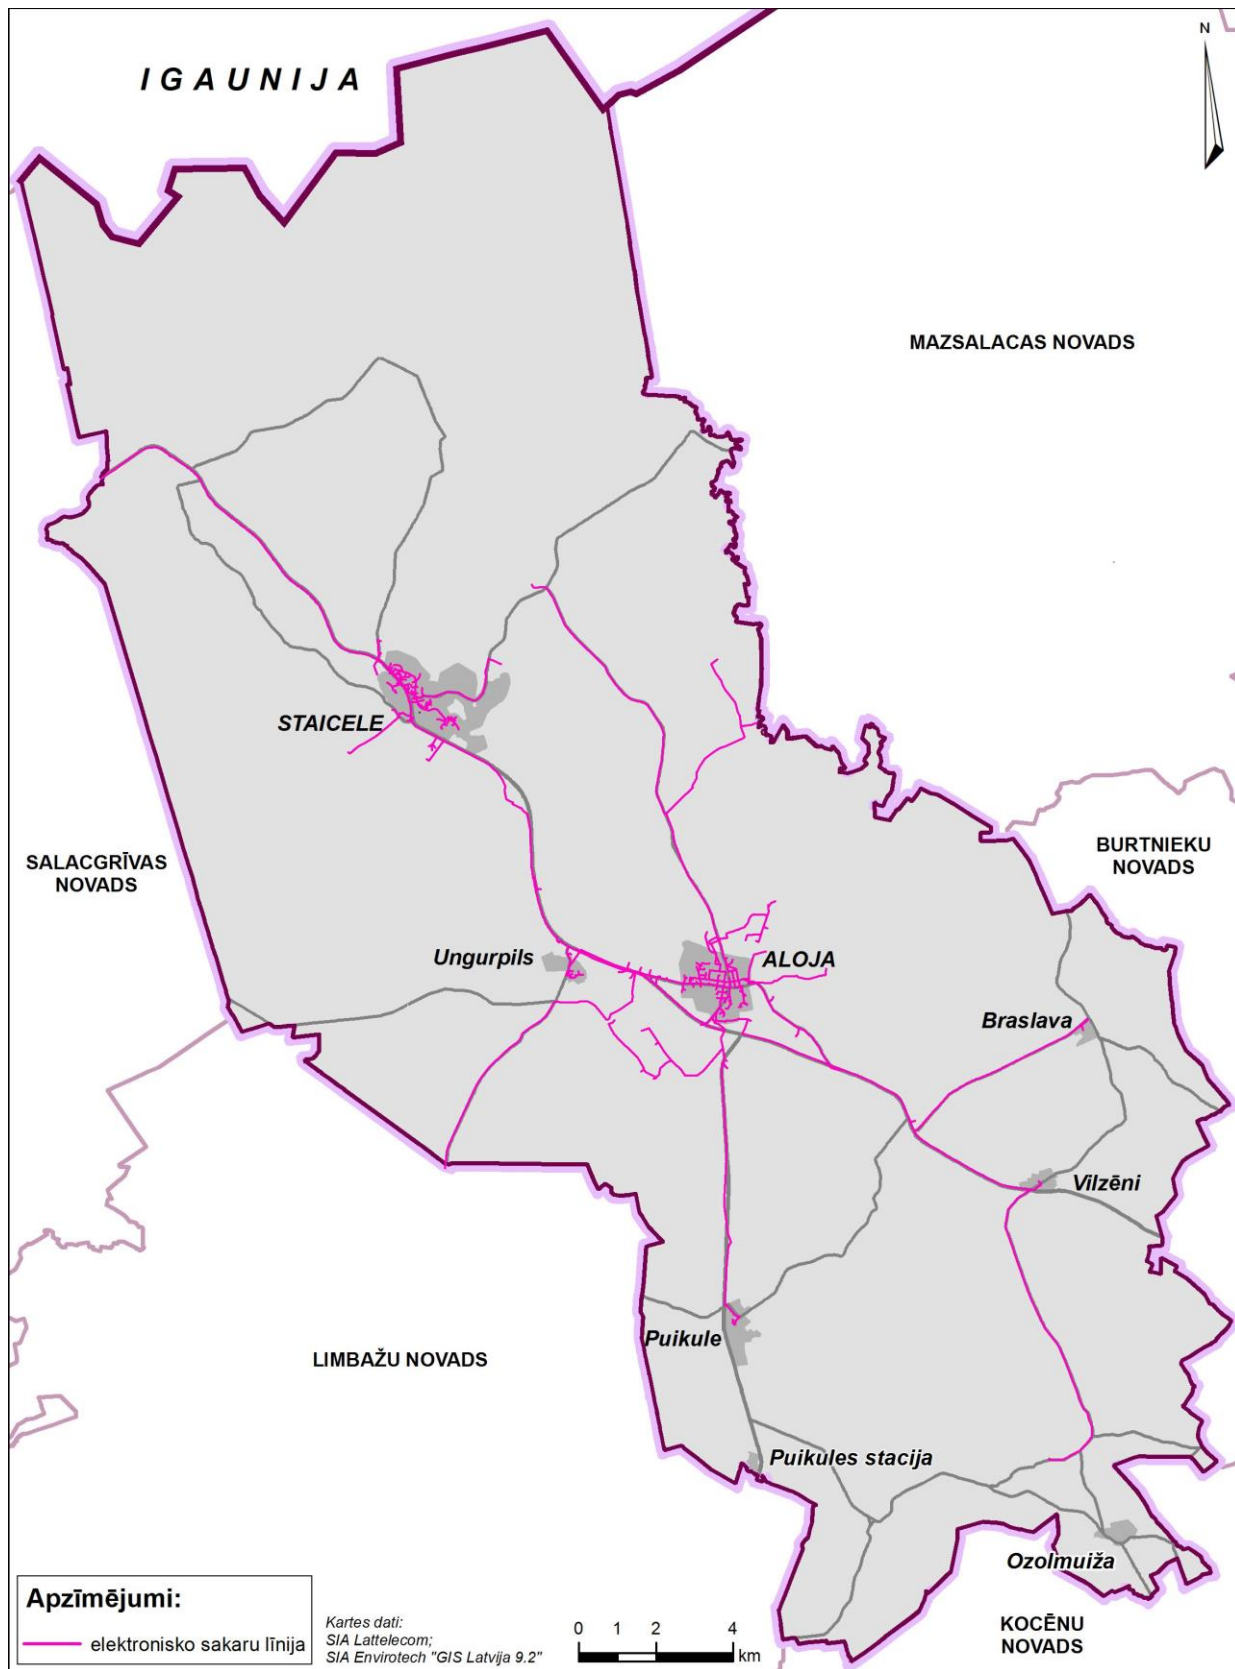 N
IGAUNIJA
MAZSALACAS NOVADS
STAICELE
BURTNIEKU
NOVADS
SALACGRĪVAS
NOVADS
Ungurpils
ALOJA
Braslava
Vilzēni
Puikule
LIMBAŽU NOVADS
Puikules stacija
Ozolmuiža
KOCĒNU
NOVADS
Apzīmējumi:
elektronisko sakaru līnija
Kartes dati:
SIA Lattelecom;
SIA Envirotech "GIS Latvija 9.2"
0 1 2 4
km